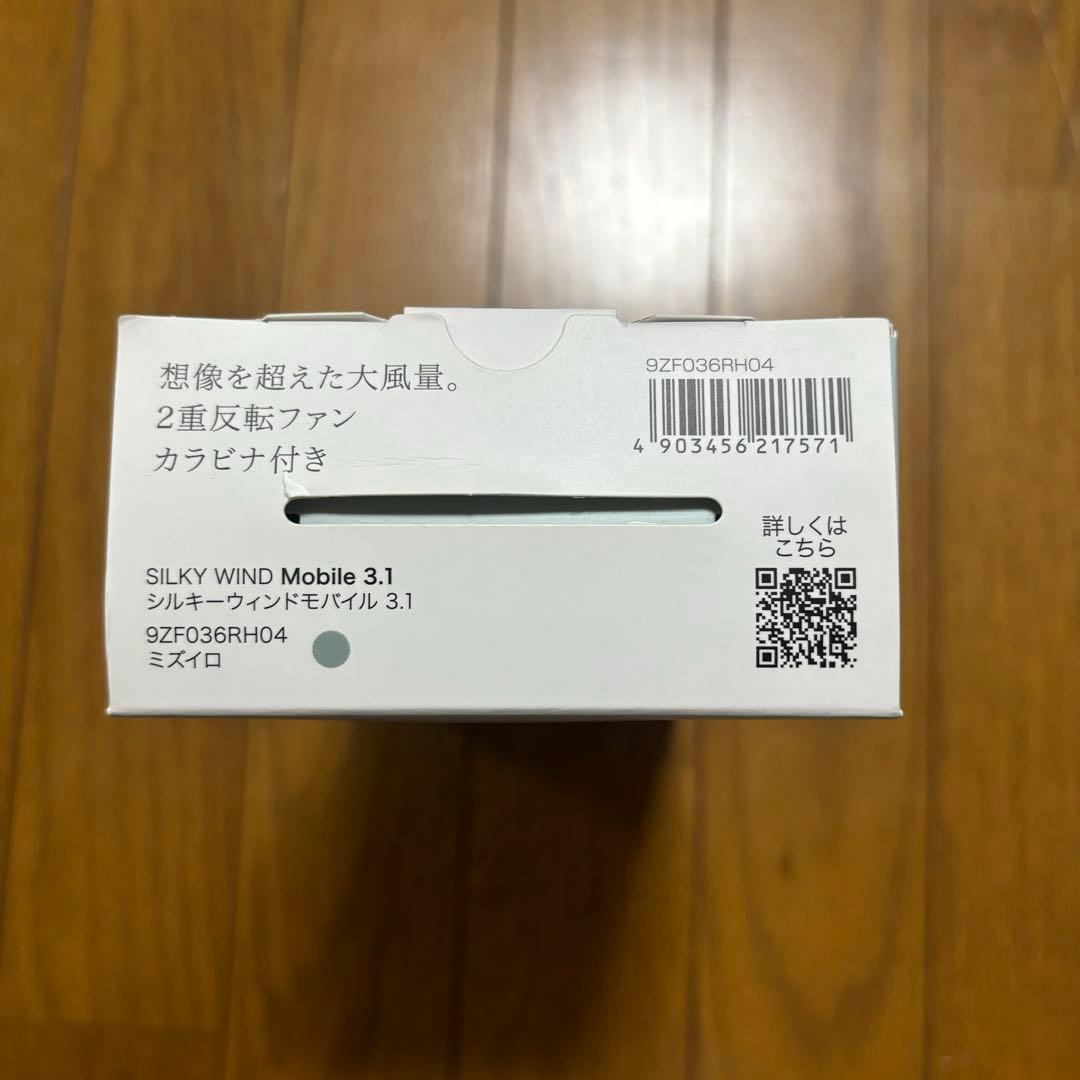 想像を超えた大風量。
2重反転ファン
カラビナ付き
9ZF036RH04
4 903456 217571
詳しくは
こちら
SILKY WIND Mobile 3.1
シルキーウィンドモバイル 3.1
9ZF036RH04
ミズイロ